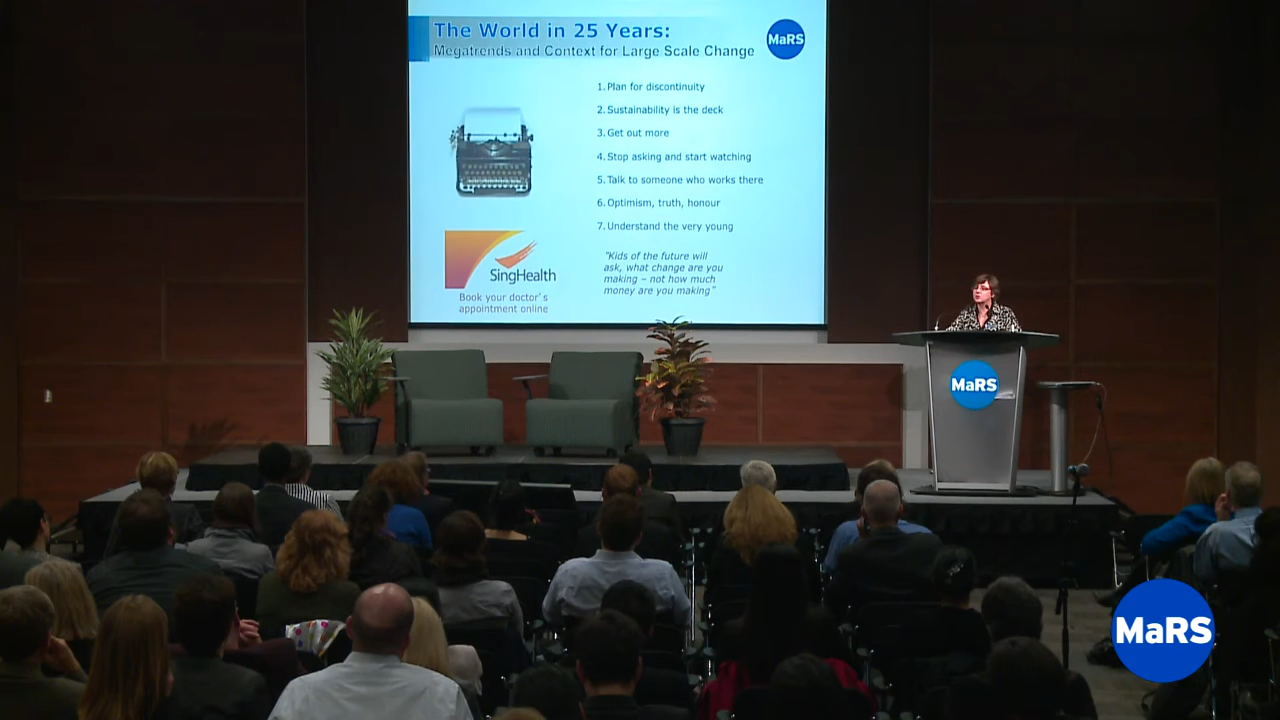 The World in 25 Years:
Megatrends and Context for Large Scale Change
MaRS
1. Plan for discontinuity
2. Sustainability is the deck
3. Get out more
4. Stop asking and start watching
5. Talk to someone who works there
6. Optimism, truth, honour
7. Understand the very young
"Kids of the future will
ask, what change are you
making – not how much
money are you making"
SingHealth
Book your doctor's
appointment online
MaRS
MaRS